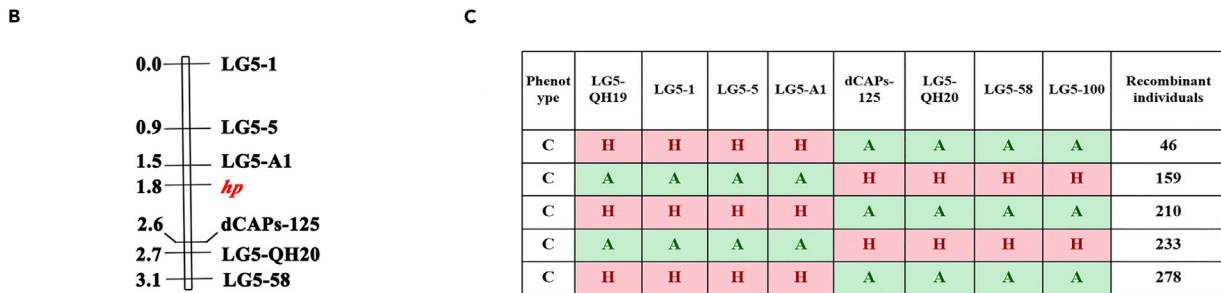 B
0.0 LG5-1
0.9 LG5-5
1.5 LG5-A1
1.8 hp
2.6 dCAPs-125
2.7 LG5-QH20
3.1 LG5-58
C
Phenot
ype
LG5-
QH19
LG5-1
LG5-5
LG5-A1
dCAPs-
125
LG5-
QH20
LG5-58
LG5-100
Recombinant
individuals
C H H H H A A A A 46
C A A A A H H H H 159
C H H H H A A A A 210
C A A A A H H H H 233
C H H H H A A A A 278